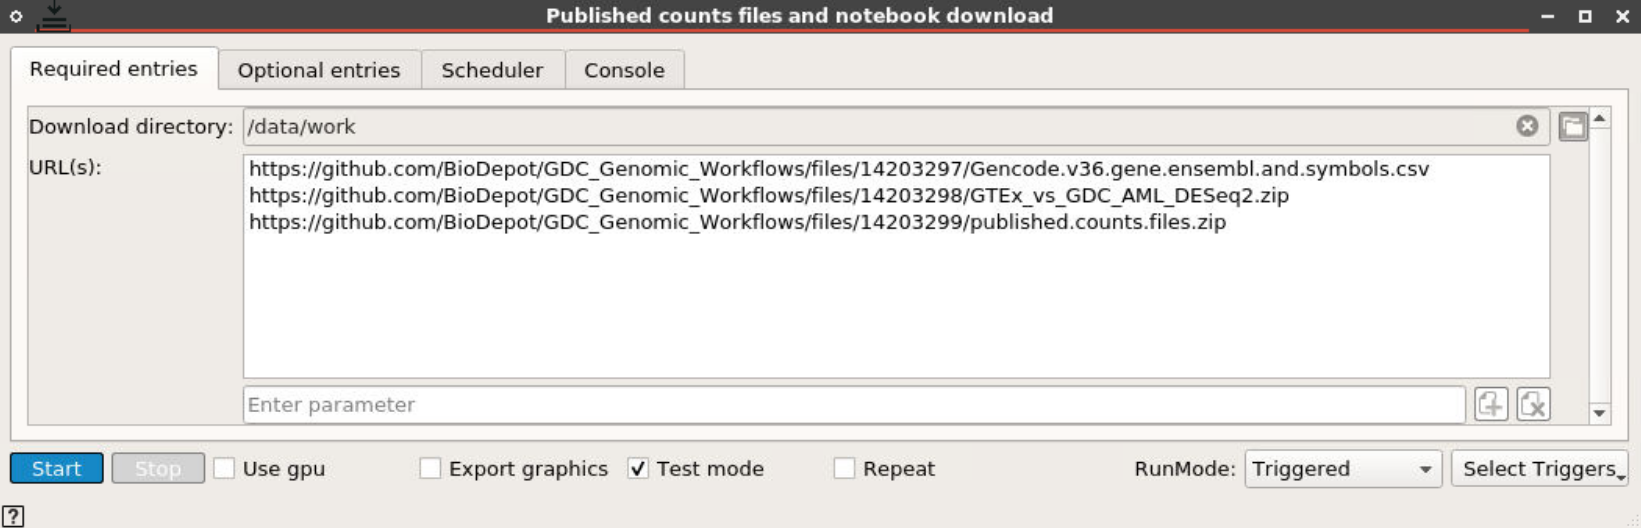 Published counts files and notebook download
Required entries Optional entries Scheduler Console
Download directory: /data/work
URL(s): https://github.com/BioDepot/GDC_Genomic_Workflows/files/14203297/Gencode.v36.gene.ensembl.and.symbols.csv
https://github.com/BioDepot/GDC_Genomic_Workflows/files/14203298/GTEx_vs_GDC_AML_DESeq2.zip
https://github.com/BioDepot/GDC_Genomic_Workflows/files/14203299/published.counts.files.zip
Enter parameter
Start Stop Use gpu Export graphics Test mode Repeat RunMode: Triggered Select Triggers
?